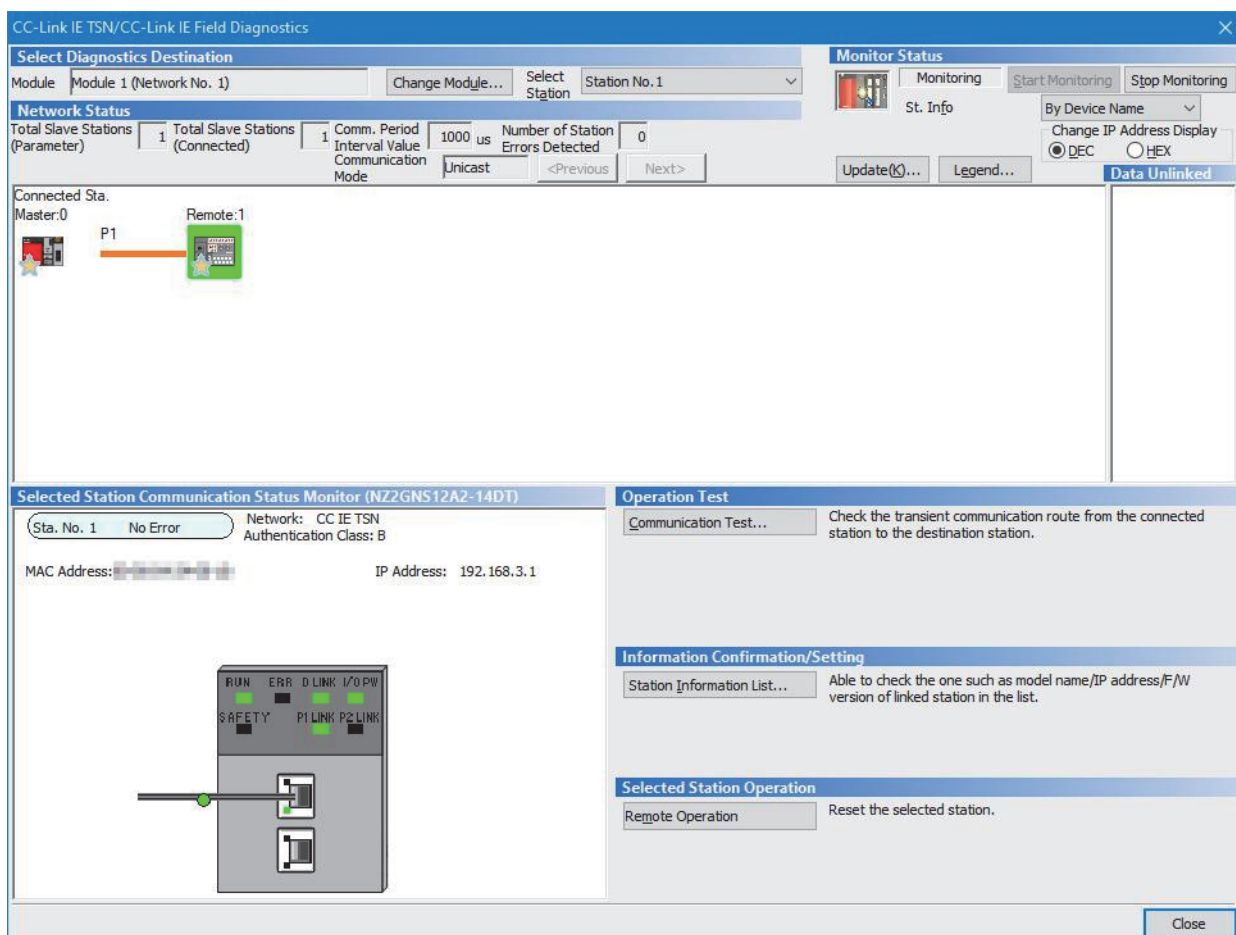 CC-Link IE TSN/CC-Link IE Field Diagnostics
Select Diagnostics Destination
Module Module 1 (Network No. 1) Change Module... Select Station Station No.1
Monitor Status
Monitoring Start Monitoring Stop Monitoring
St. Info By Device Name
Change IP Address Display
DEC HEX
Update(K)... Legend...
Network Status
Total Slave Stations (Parameter) 1 Total Slave Stations (Connected) 1 Comm. Period Interval Value 1000 us Number of Station Errors Detected 0
Communication Mode Unicast <Previous Next>
Data Unlinked
Connected Sta.
Master:0 Remote:1
P1
Selected Station Communication Status Monitor (NZ2GNS12A2-14DT)
Sta. No. 1 No Error
Network: CC IE TSN
Authentication Class: B
MAC Address:
IP Address: 192.168.3.1
RUN ERR D LINK I/O PW
SAFETY P1 LINK P2 LINK
Operation Test
Communication Test...
Check the transient communication route from the connected
station to the destination station.
Information Confirmation/Setting
Station Information List...
Able to check the one such as model name/IP address/F/W
version of linked station in the list.
Selected Station Operation
Remote Operation
Reset the selected station.
Close